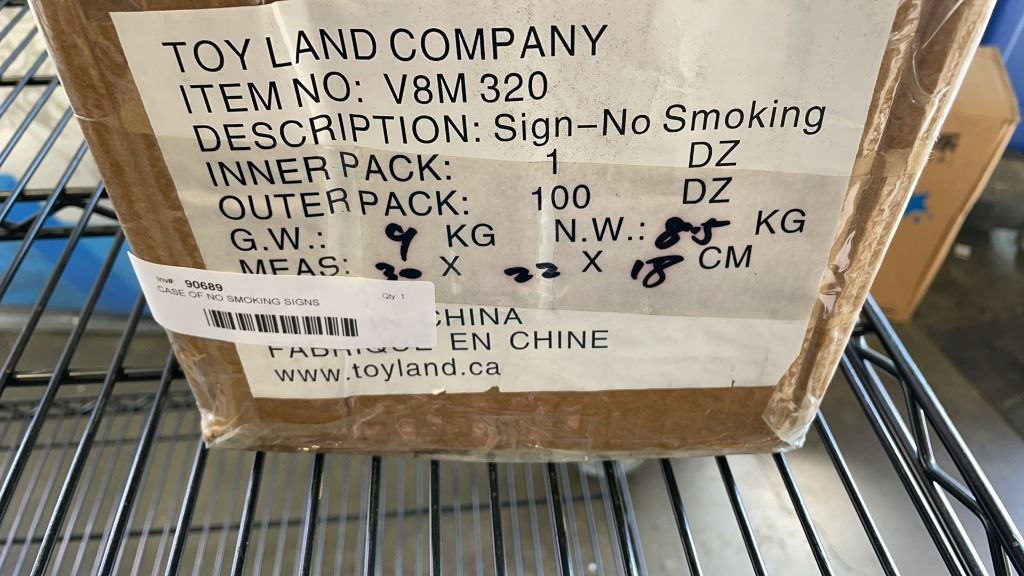 TOY LAND COMPANY
ITEM NO: V8M 320
DESCRIPTION: Sign-No Smoking
INNER PACK: 1 DZ
OUTER PACK: 100 DZ
G.W.: 9 KG N.W.: 8.5 KG
MEAS: 30 X 22 X 18 CM
CHINA
FABRIQUE EN CHINE
www.toyland.ca
Inv#: 90689
CASE OF NO SMOKING SIGNS
Qty: 1